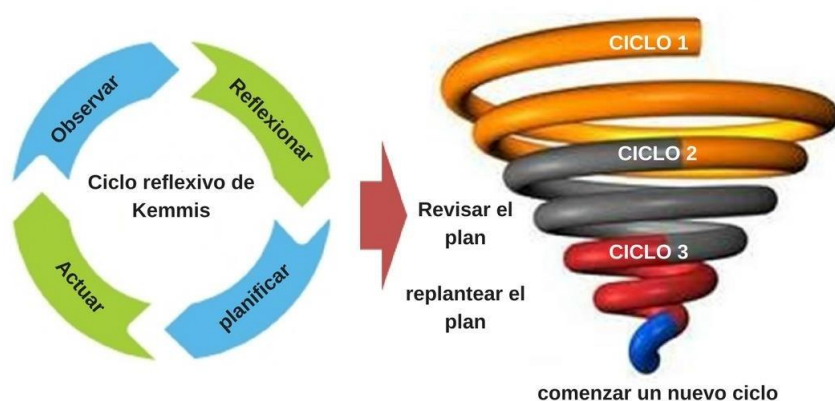 Observar
Reflexionar
Ciclo reflexivo de
Kemmis
Actuar
planificar
Revisar el
plan
replantear el
plan
CICLO 1
CICLO 2
CICLO 3
comenzar un nuevo ciclo